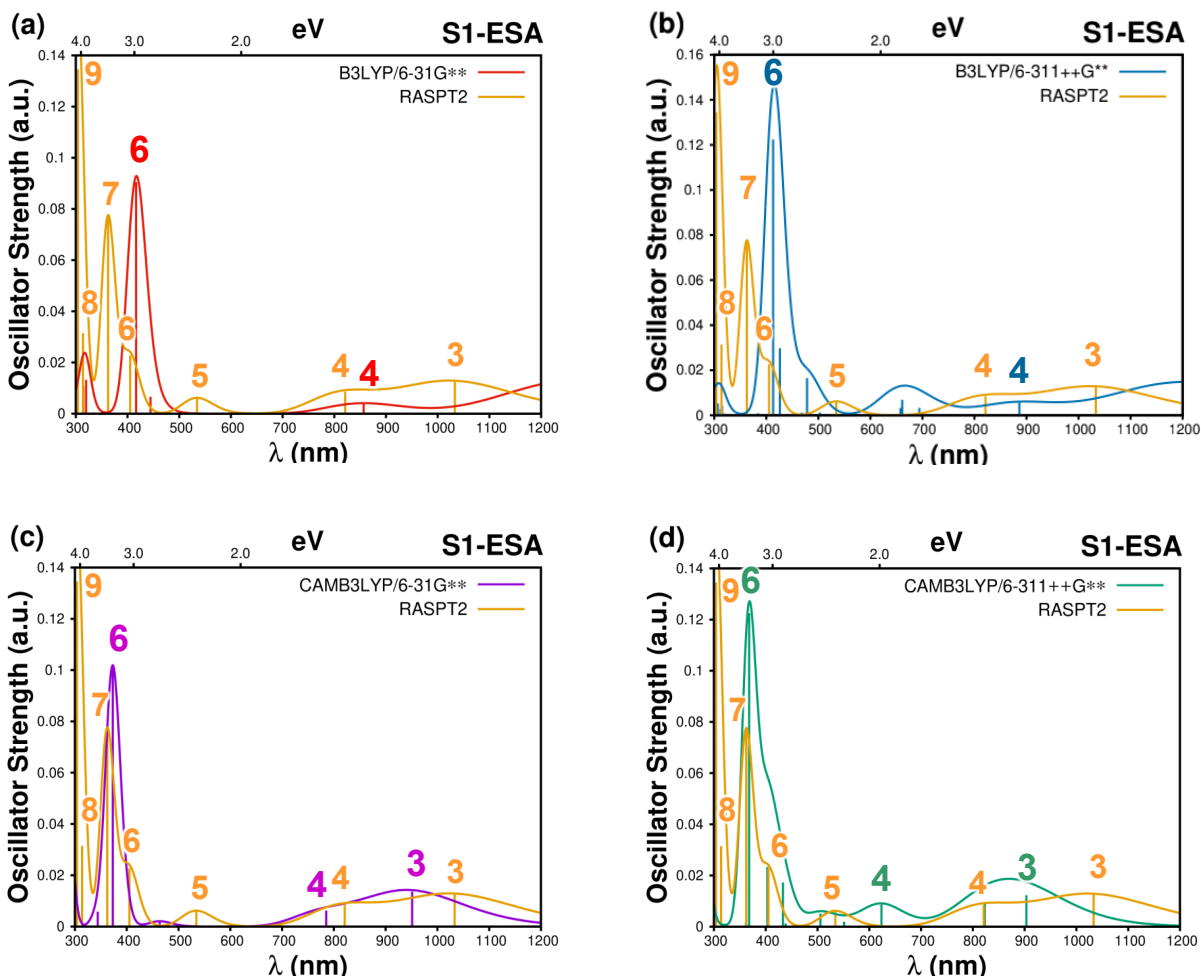 (a) eV S1-ESA
4.0 3.0 2.0
B3LYP/6-31G**
RASPT2
Oscillator Strength (a.u.)
0.14
0.12
0.1
0.08
0.06
0.04
0.02
0
9
6
7
8
6
5
4
4
3
300 400 500 600 700 800 900 1000 1100 1200
λ (nm)
(b) eV S1-ESA
4.0 3.0 2.0
B3LYP/6-311++G**
RASPT2
Oscillator Strength (a.u.)
0.16
0.14
0.12
0.1
0.08
0.06
0.04
0.02
0
9
6
7
8
6
5
4
4
3
300 400 500 600 700 800 900 1000 1100 1200
λ (nm)
(c) eV S1-ESA
4.0 3.0 2.0
CAMB3LYP/6-31G**
RASPT2
Oscillator Strength (a.u.)
0.14
0.12
0.1
0.08
0.06
0.04
0.02
0
9
6
7
8
6
5
4
4
3
3
300 400 500 600 700 800 900 1000 1100 1200
λ (nm)
(d) eV S1-ESA
4.0 3.0 2.0
CAMB3LYP/6-311++G**
RASPT2
Oscillator Strength (a.u.)
0.14
0.12
0.1
0.08
0.06
0.04
0.02
0
9
6
7
8
6
5
4
4
3
3
300 400 500 600 700 800 900 1000 1100 1200
λ (nm)